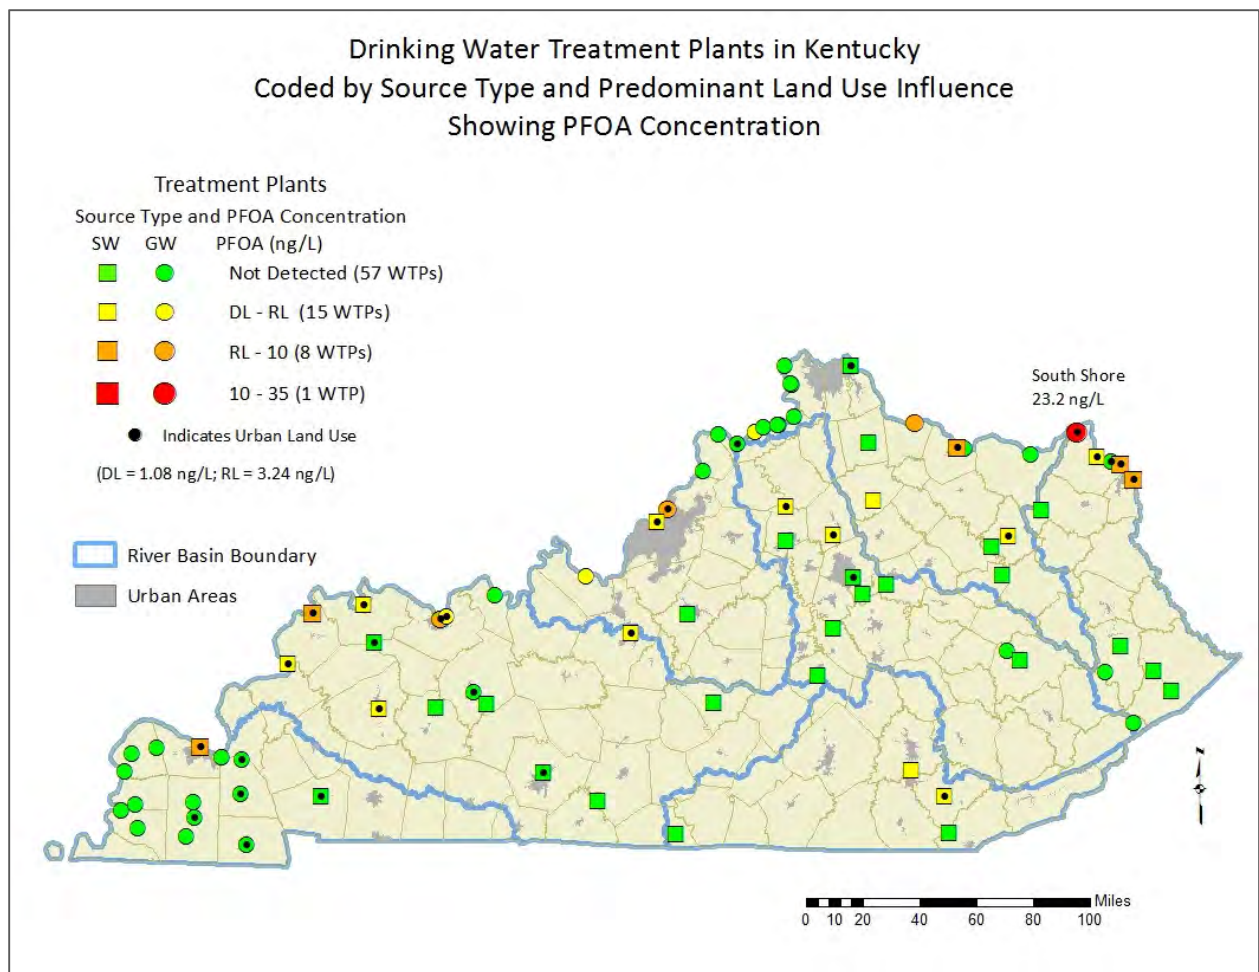 Drinking Water Treatment Plants in Kentucky
Coded by Source Type and Predominant Land Use Influence
Showing PFOA Concentration
Treatment Plants
Source Type and PFOA Concentration
SW GW PFOA (ng/L)
Not Detected (57 WTPs)
DL - RL (15 WTPs)
RL - 10 (8 WTPs)
10 - 35 (1 WTP)
Indicates Urban Land Use
(DL = 1.08 ng/L; RL = 3.24 ng/L)
River Basin Boundary
Urban Areas
South Shore
23.2 ng/L
N
Miles
0 10 20 40 60 80 100